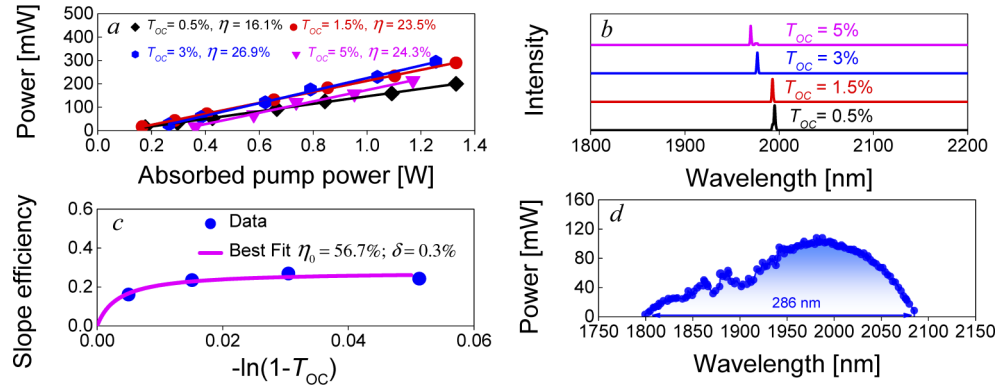 a
T_OC= 0.5%, η = 16.1%
T_OC= 1.5%, η = 23.5%
T_OC= 3%, η = 26.9%
T_OC= 5%, η = 24.3%
Power [mW]
500
400
300
200
100
0
0.0 0.2 0.4 0.6 0.8 1.0 1.2 1.4
Absorbed pump power [W]
b
T_OC = 5%
T_OC = 3%
T_OC = 1.5%
T_OC = 0.5%
Intensity
1800 1900 2000 2100 2200
Wavelength [nm]
c
Data
Best Fit η₀ = 56.7%; δ = 0.3%
Slope efficiency
0.6
0.4
0.2
0.0
0.00 0.02 0.04 0.06
-ln(1-T_OC)
d
286 nm
Power [mW]
160
120
80
40
0
1750 1800 1850 1900 1950 2000 2050 2100 2150
Wavelength [nm]